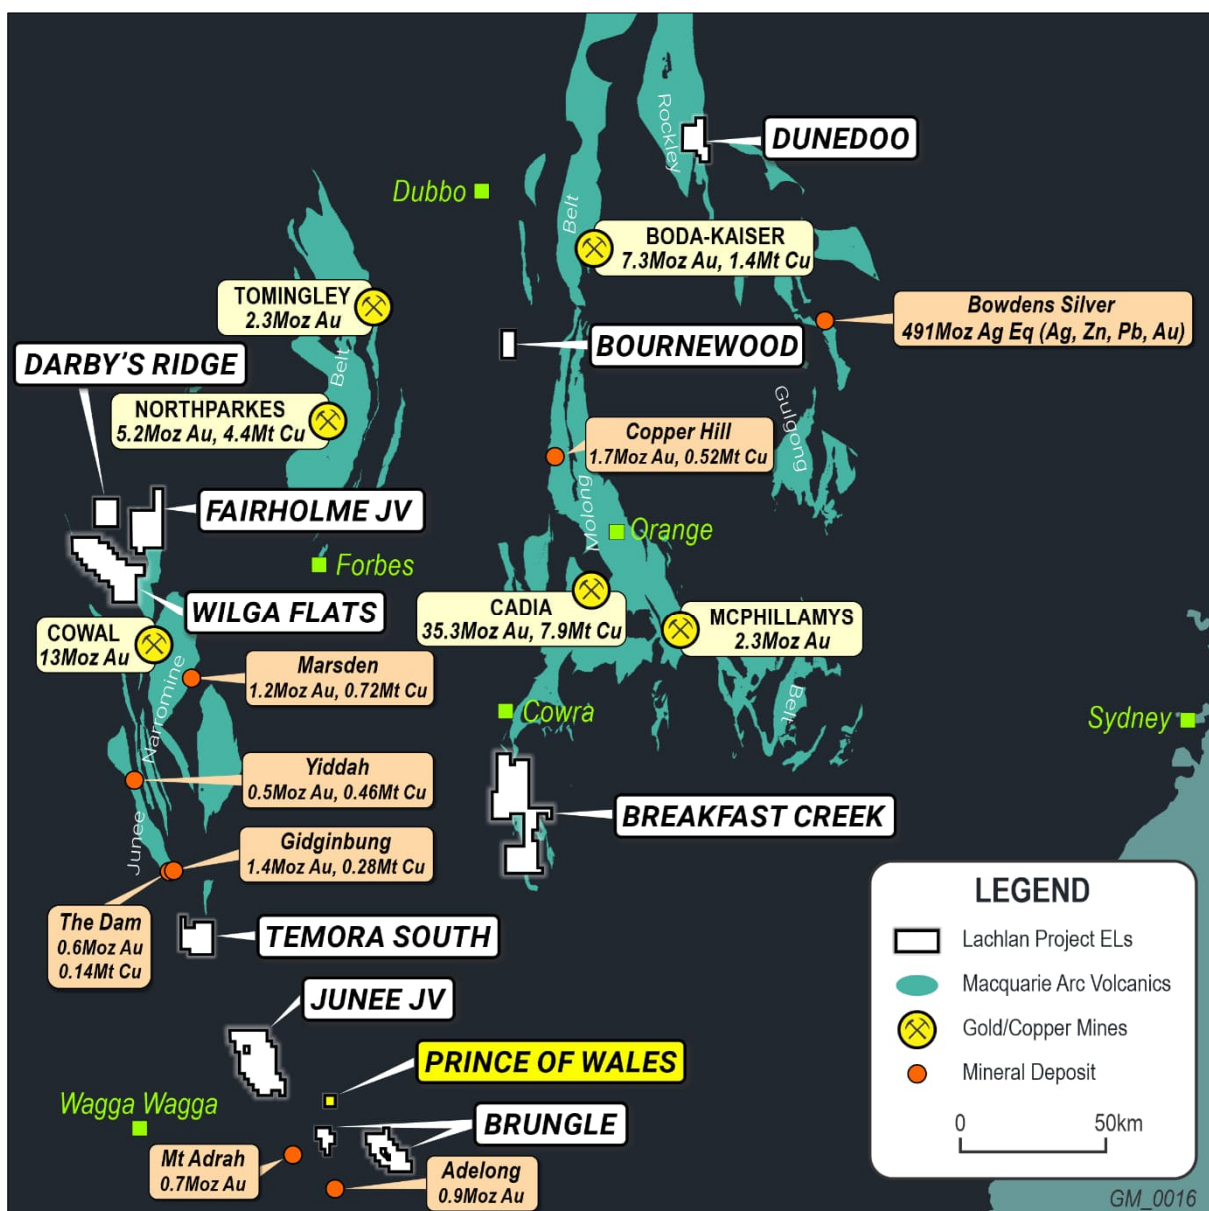 Rockley
DUNEDOO
Dubbo
Belt
BODA-KAISER
7.3Moz Au, 1.4Mt Cu
TOMINGLEY
2.3Moz Au
Bowdens Silver
491Moz Ag Eq (Ag, Zn, Pb, Au)
BOURNEWOOD
DARBY'S RIDGE
Belt
NORTHPARKES
5.2Moz Au, 4.4Mt Cu
Gulgong
Copper Hill
1.7Moz Au, 0.52Mt Cu
Molong
FAIRHOLME JV
Orange
Forbes
WILGA FLATS
CADIA
35.3Moz Au, 7.9Mt Cu
MCPHILLAMYS
2.3Moz Au
COWAL
13Moz Au
Marsden
1.2Moz Au, 0.72Mt Cu
Narromine
Belt
Cowra
Sydney
Yiddah
0.5Moz Au, 0.46Mt Cu
BREAKFAST CREEK
Junee
Gidginbung
1.4Moz Au, 0.28Mt Cu
The Dam
0.6Moz Au
0.14Mt Cu
TEMORA SOUTH
JUNEE JV
PRINCE OF WALES
Wagga Wagga
BRUNGLE
Mt Adrah
0.7Moz Au
Adelong
0.9Moz Au
LEGEND
Lachlan Project ELs
Macquarie Arc Volcanics
Gold/Copper Mines
Mineral Deposit
0 50km
GM_0016